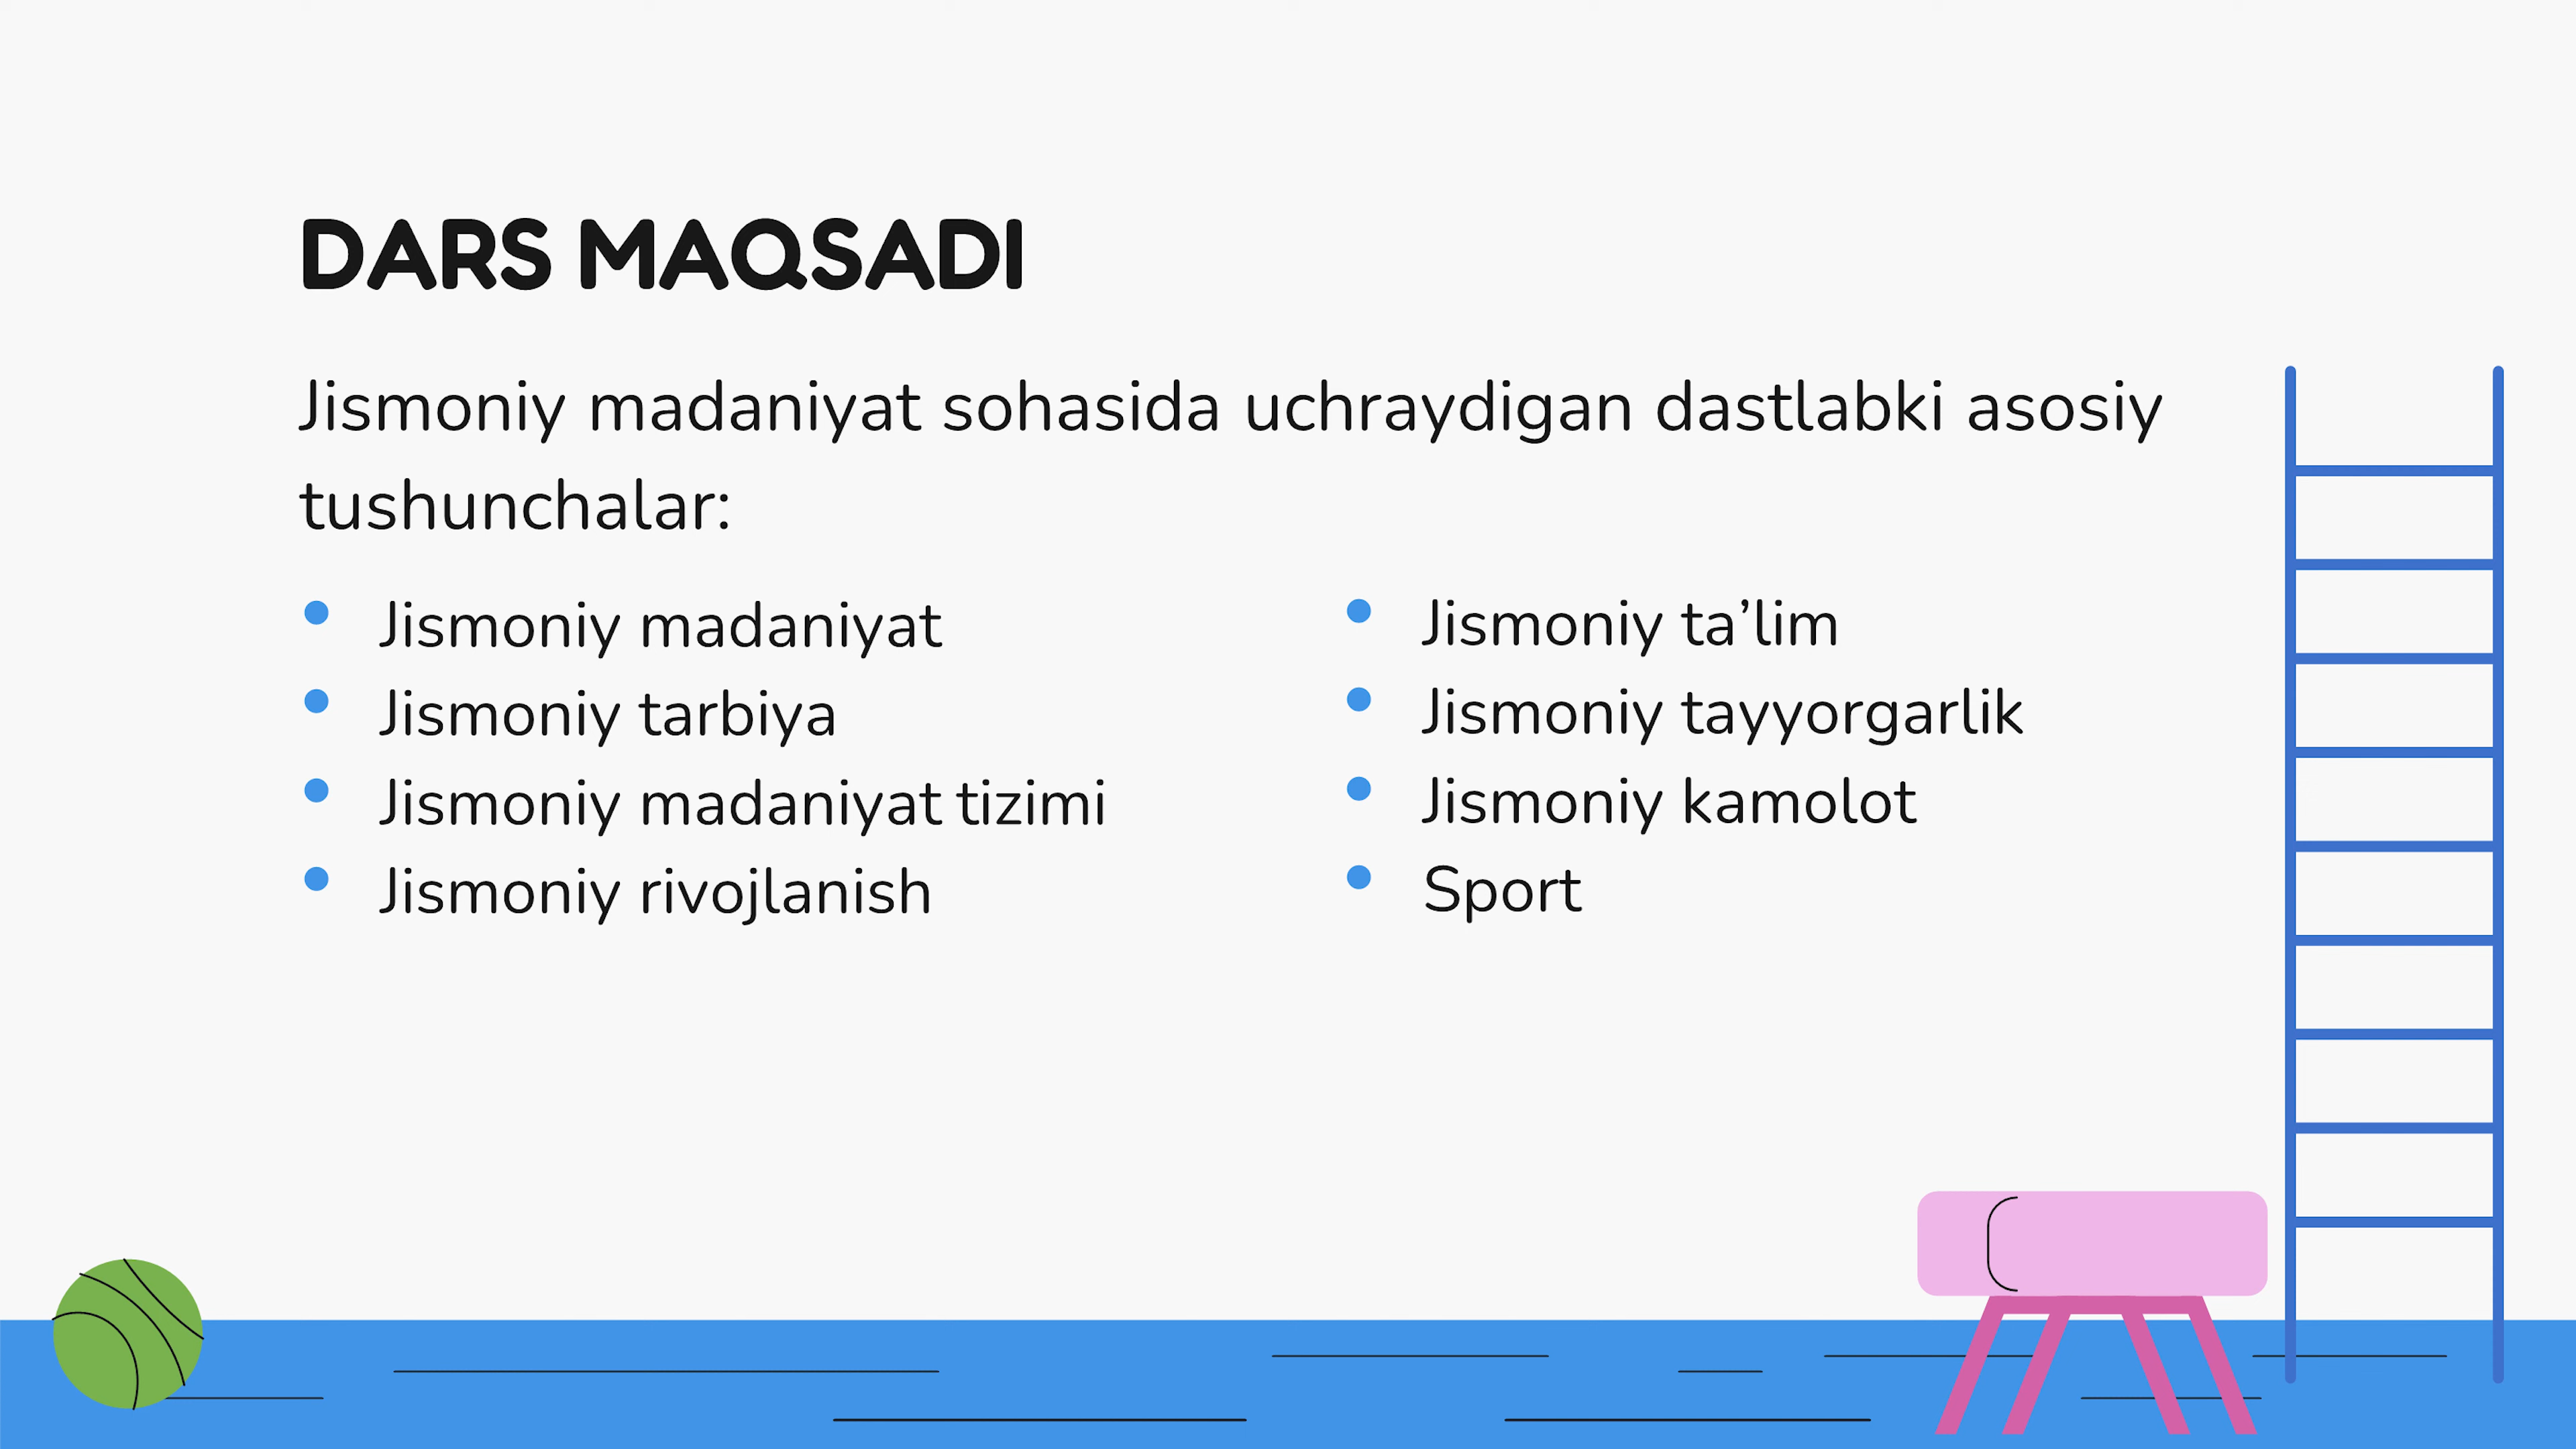 DARS MAQSADI
Jismoniy madaniyat sohasida uchraydigan dastlabki asosiy
tushunchalar:
Jismoniy madaniyat
Jismoniy tarbiya
Jismoniy madaniyat tizimi
Jismoniy rivojlanish
Jismoniy ta’lim
Jismoniy tayyorgarlik
Jismoniy kamolot
Sport